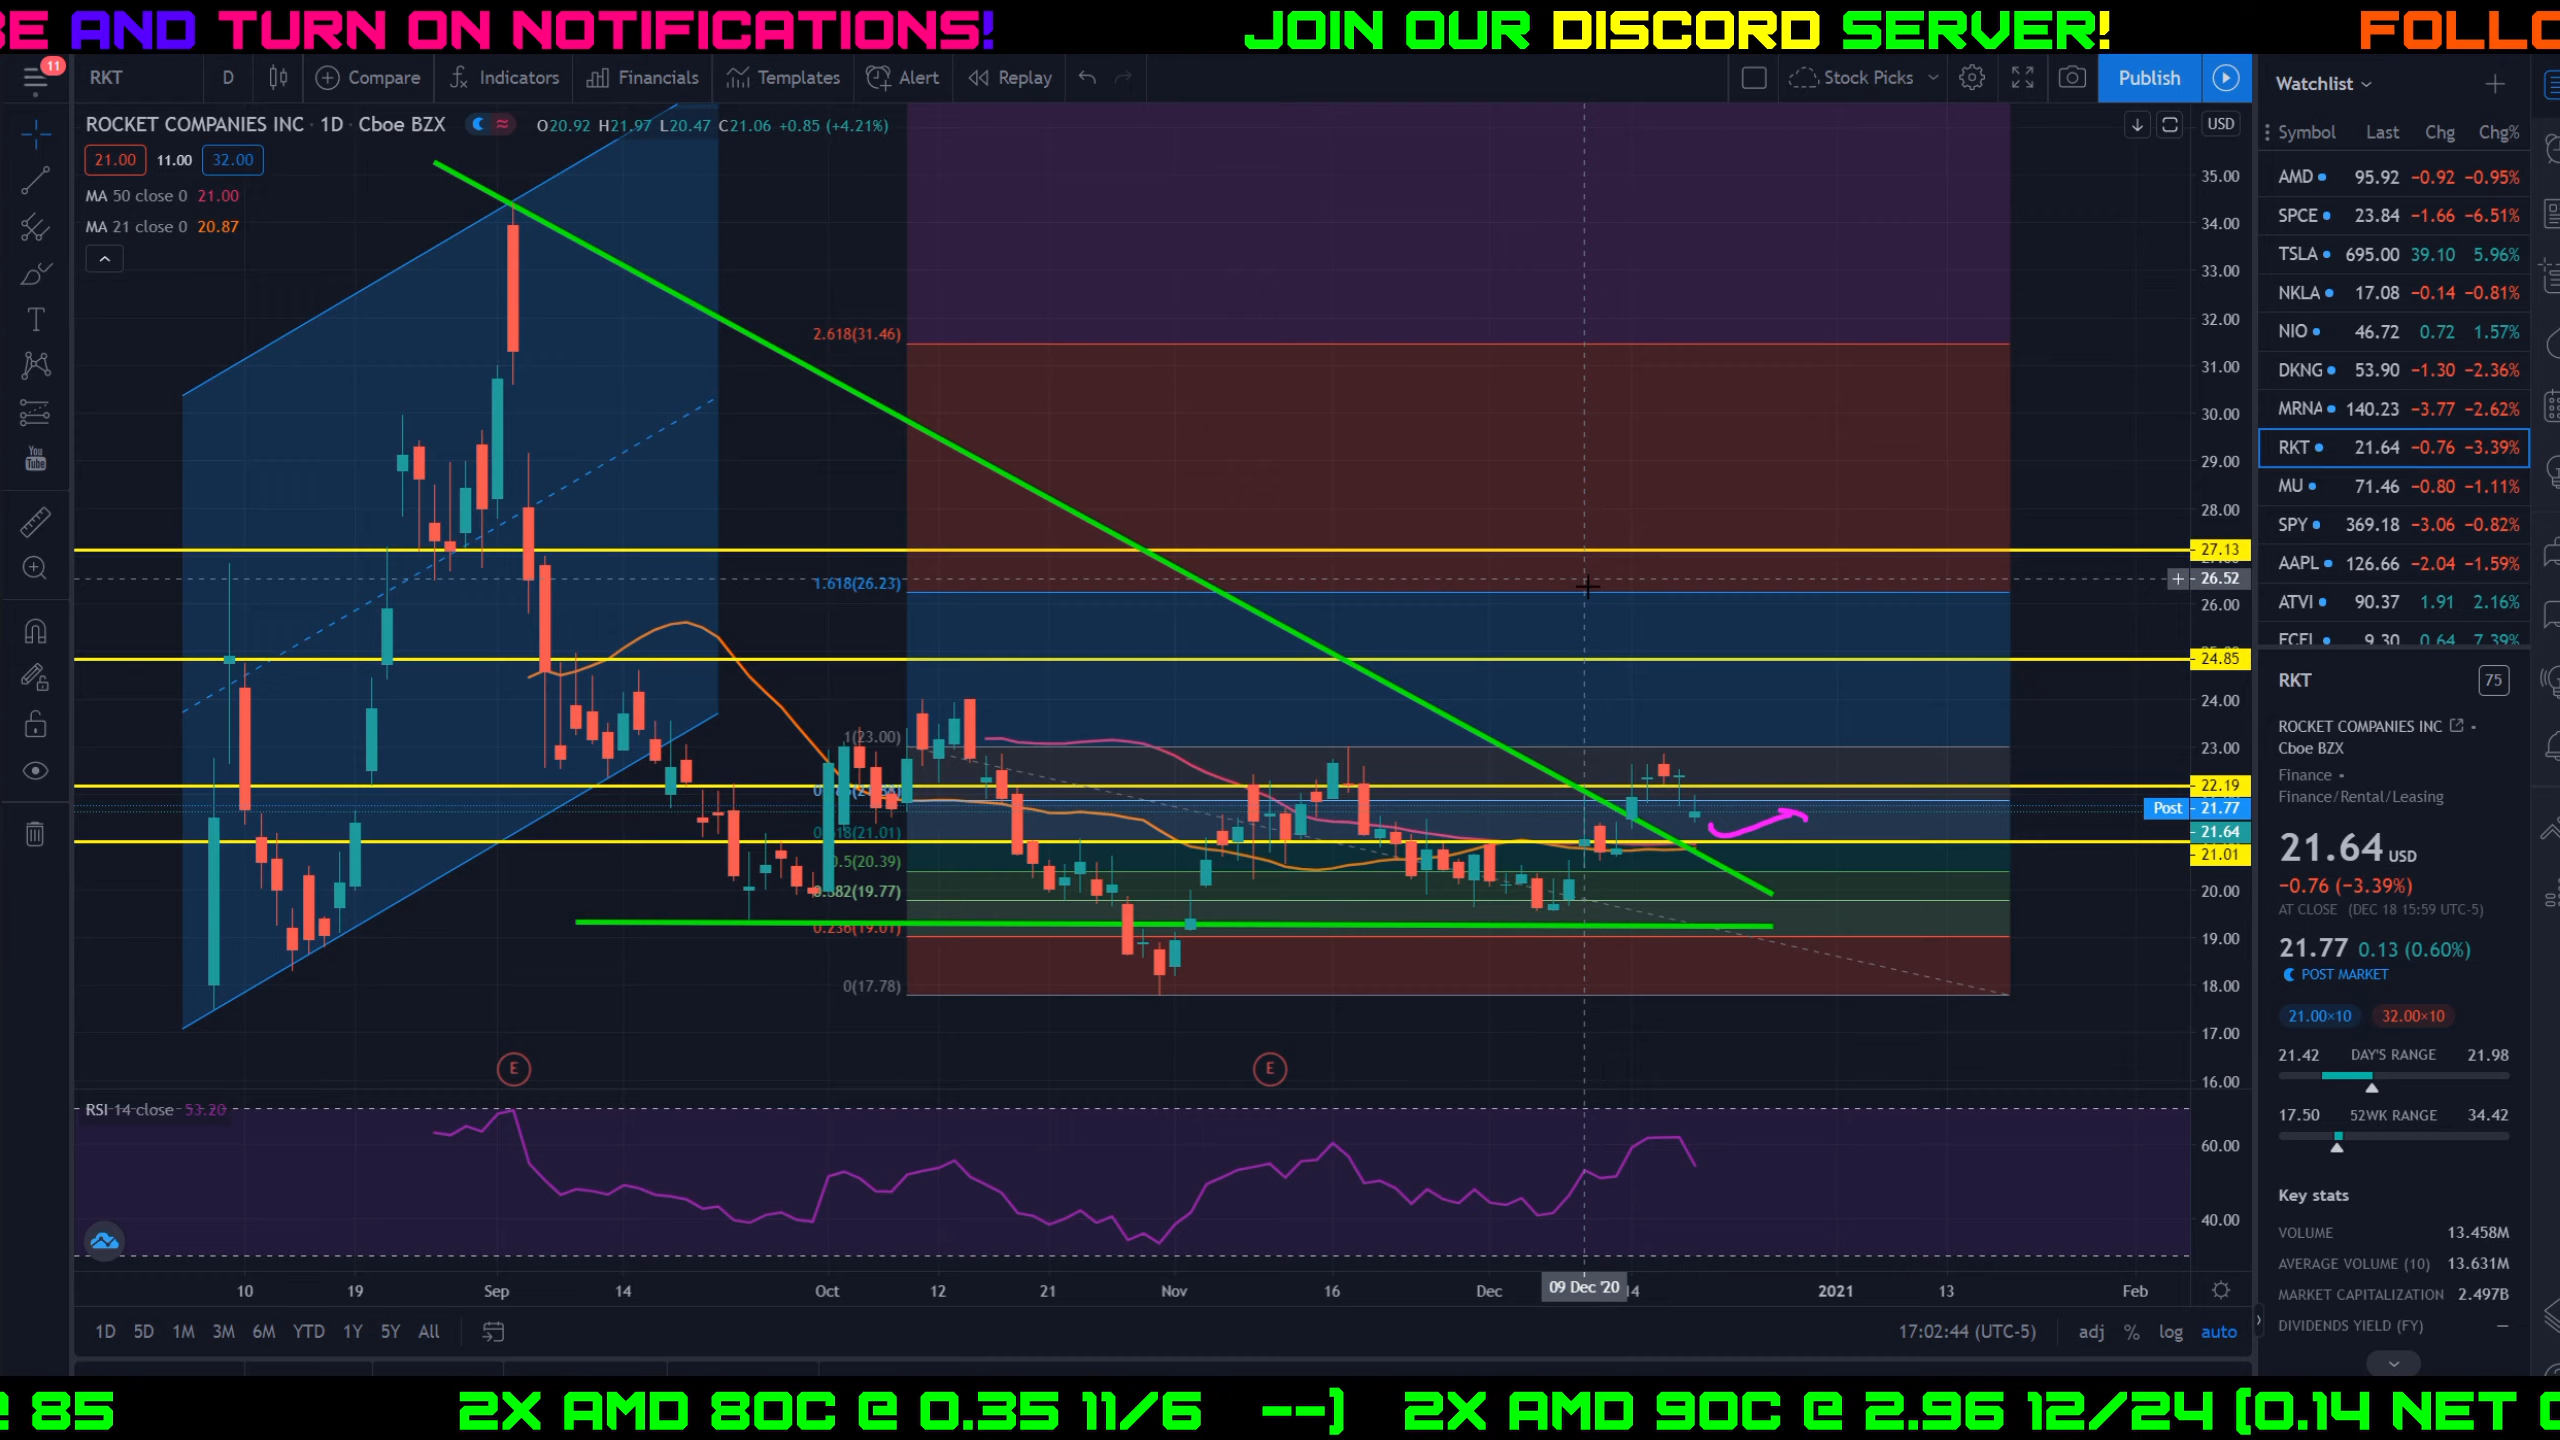 BE AND TURN ON NOTIFICATIONS! JOIN OUR DISCORD SERVER! FOLLO
11 RKT D Compare Indicators Financials Templates Alert Replay Stock Picks Publish
ROCKET COMPANIES INC · 1D · Cboe BZX O20.92 H21.97 L20.47 C21.06 +0.85 (+4.21%)
21.00 11.00 32.00
MA 50 close 0 21.00
MA 21 close 0 20.87
You
Tube
2.618(31.46)
1.618(26.23)
1(23.00)
0.5(20.39)
0(17.78)
E E
USD
35.00
34.00
33.00
32.00
31.00
30.00
29.00
28.00
27.13
26.52
26.00
24.85
24.00
23.00
22.19
Post 21.77
21.64
21.01
20.00
19.00
18.00
17.00
16.00
RSI 14 close 53.20
60.00
40.00
10 19 Sep 14 Oct 12 21 Nov 16 Dec 09 Dec '20 14 2021 13 Feb
1D 5D 1M 3M 6M YTD 1Y 5Y All 17:02:44 (UTC-5) adj % log auto
Watchlist
Symbol Last Chg Chg%
AMD 95.92 −0.92 −0.95%
SPCE 23.84 −1.66 −6.51%
TSLA 695.00 39.10 5.96%
NKLA 17.08 −0.14 −0.81%
NIO 46.72 0.72 1.57%
DKNG 53.90 −1.30 −2.36%
MRNA 140.23 −3.77 −2.62%
RKT 21.64 −0.76 −3.39%
MU 71.46 −0.80 −1.11%
SPY 369.18 −3.06 −0.82%
AAPL 126.66 −2.04 −1.59%
ATVI 90.37 1.91 2.16%
9.30 0.64 7.39%
RKT 75
ROCKET COMPANIES INC
Cboe BZX
Finance
Finance/Rental/Leasing
21.64 USD
−0.76 (−3.39%)
AT CLOSE (DEC 18 15:59 UTC-5)
21.77 0.13 (0.60%)
POST MARKET
21.00×10 32.00×10
21.42 DAY'S RANGE 21.98
17.50 52WK RANGE 34.42
Key stats
VOLUME 13.458M
AVERAGE VOLUME (10) 13.631M
MARKET CAPITALIZATION 2.497B
DIVIDENDS YIELD (FY) —
@ 85 2X AMD 80C @ 0.35 11/6 --) 2X AMD 90C @ 2.96 12/24 (0.14 NET